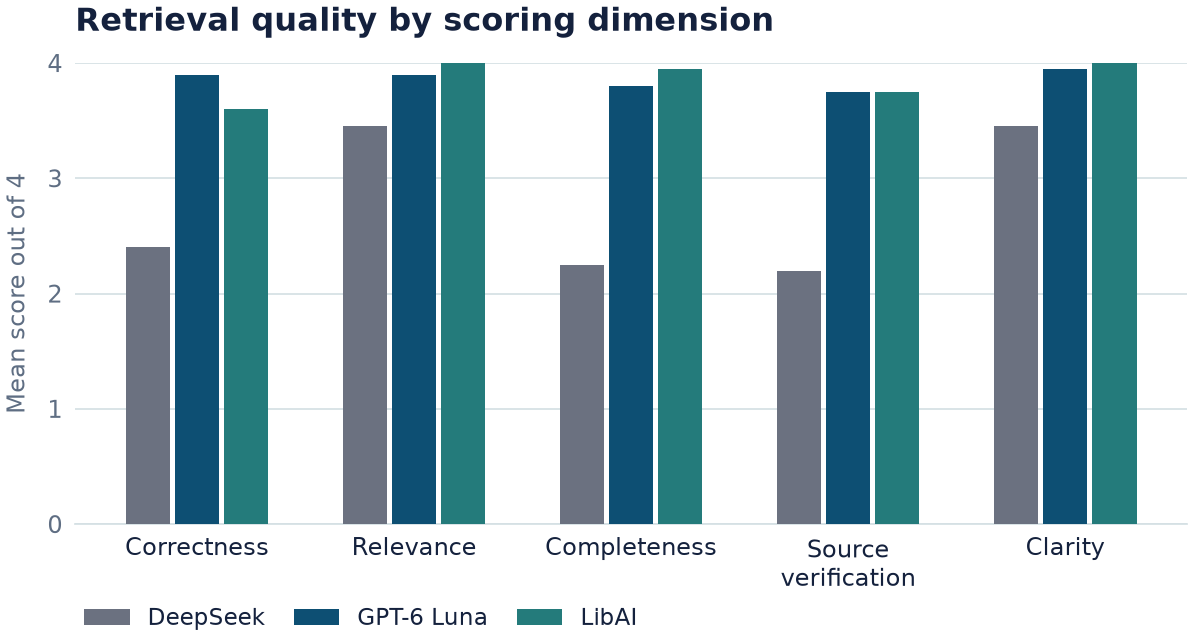 Retrieval quality by scoring dimension
Mean score out of 4
4
3
2
1
0
Correctness
Relevance
Completeness
Source
verification
Clarity
DeepSeek
GPT-6 Luna
LibAI